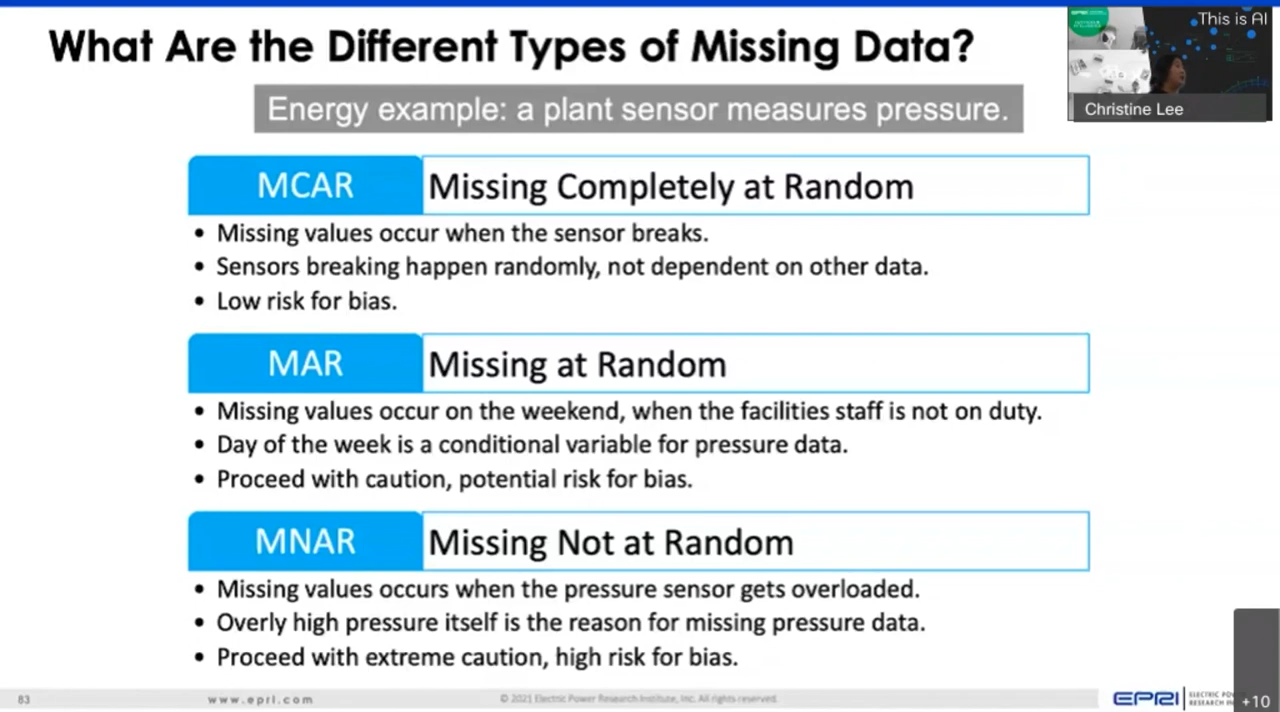 What Are the Different Types of Missing Data?
This is AI
Christine Lee
Energy example: a plant sensor measures pressure.
MCAR Missing Completely at Random
• Missing values occur when the sensor breaks.
• Sensors breaking happen randomly, not dependent on other data.
• Low risk for bias.
MAR Missing at Random
• Missing values occur on the weekend, when the facilities staff is not on duty.
• Day of the week is a conditional variable for pressure data.
• Proceed with caution, potential risk for bias.
MNAR Missing Not at Random
• Missing values occurs when the pressure sensor gets overloaded.
• Overly high pressure itself is the reason for missing pressure data.
• Proceed with extreme caution, high risk for bias.
83 www.epri.com © 2021 Electric Power Research Institute, Inc. All rights reserved.
EPRI ELECTRIC
RESEARCH
+10